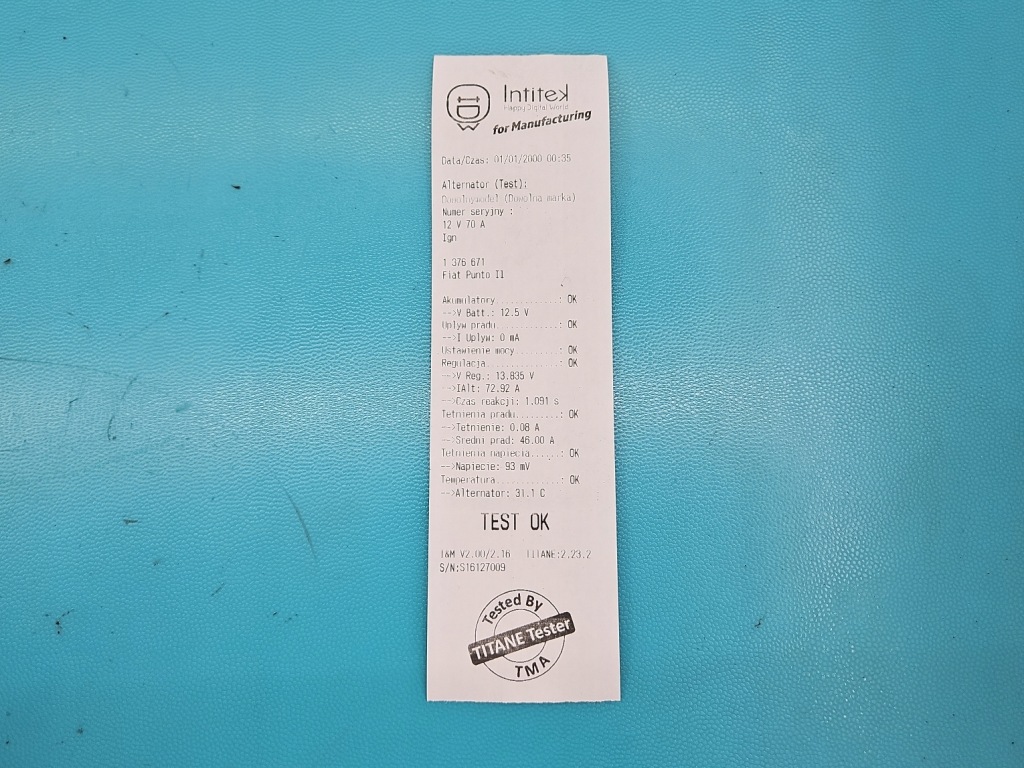 Intitek
Happy Digital World
for Manufacturing
Data/Czas: 01/01/2000 00:35
Alternator (Test):
Dowolnymodel (Dowolna marka)
Numer seryjny :
12 V 70 A
Ign
1 376 671
Fiat Punto II
Akumulatory............: OK
-->V Batt.: 12.5 V
Uplyw pradu............: OK
-->I Uplyw: 0 mA
Ustawienie mocy........: OK
Regulacja..............: OK
-->V Reg.: 13.835 V
-->IAlt: 72.92 A
-->Czas reakcji: 1.091 s
Tetnienia pradu.........: OK
-->Tetnienie: 0.08 A
-->Sredni prad: 46.00 A
Tetnienia napiecia......: OK
-->Napiecie: 93 mV
Temperatura............: OK
-->Alternator: 31.1 C
TEST OK
I&M V2.00/2.16 TITANE:2.23.2
S/N:S16127009
Tested By
TITANE Tester
TMA